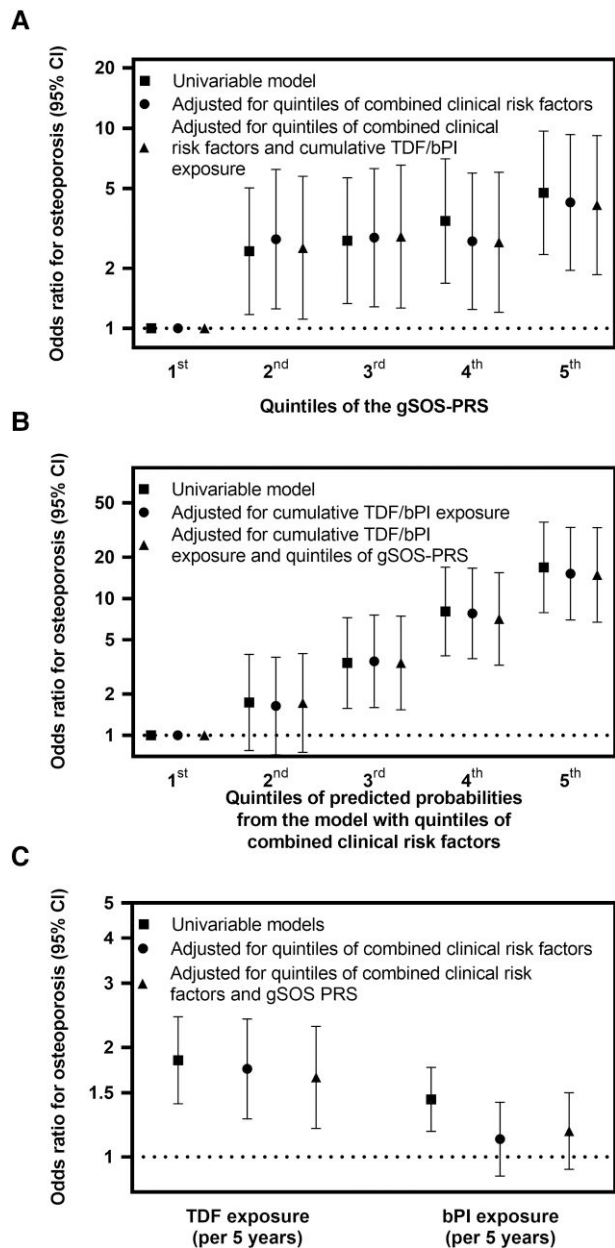 A
Odds ratio for osteoporosis (95% CI)
20
10
5
2
1
Univariable model
Adjusted for quintiles of combined clinical risk factors
Adjusted for quintiles of combined clinical
risk factors and cumulative TDF/bPI
exposure
1st 2nd 3rd 4th 5th
Quintiles of the gSOS-PRS
B
Odds ratio for osteoporosis (95% CI)
50
20
10
5
2
1
Univariable model
Adjusted for cumulative TDF/bPI exposure
Adjusted for cumulative TDF/bPI
exposure and quintiles of gSOS-PRS
1st 2nd 3rd 4th 5th
Quintiles of predicted probabilities
from the model with quintiles of
combined clinical risk factors
C
Odds ratio for osteoporosis (95% CI)
5
4
3
2
1.5
1
Univariable models
Adjusted for quintiles of combined clinical risk factors
Adjusted for quintiles of combined clinical risk
factors and gSOS PRS
TDF exposure
(per 5 years)
bPI exposure
(per 5 years)